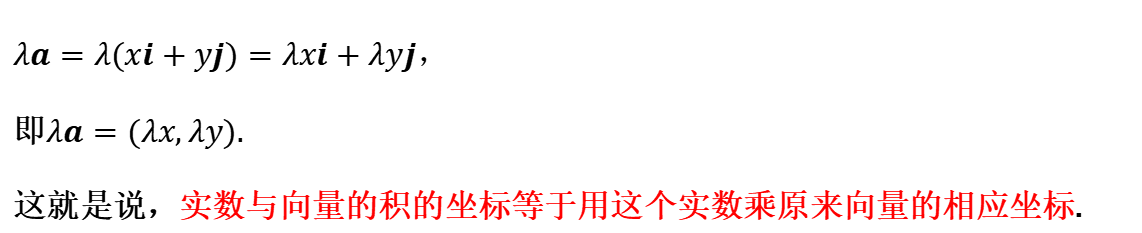 λa = λ(xi + yj) = λxi + λyj，
即λa = (λx, λy).
这就是说，实数与向量的积的坐标等于用这个实数乘原来向量的相应坐标.